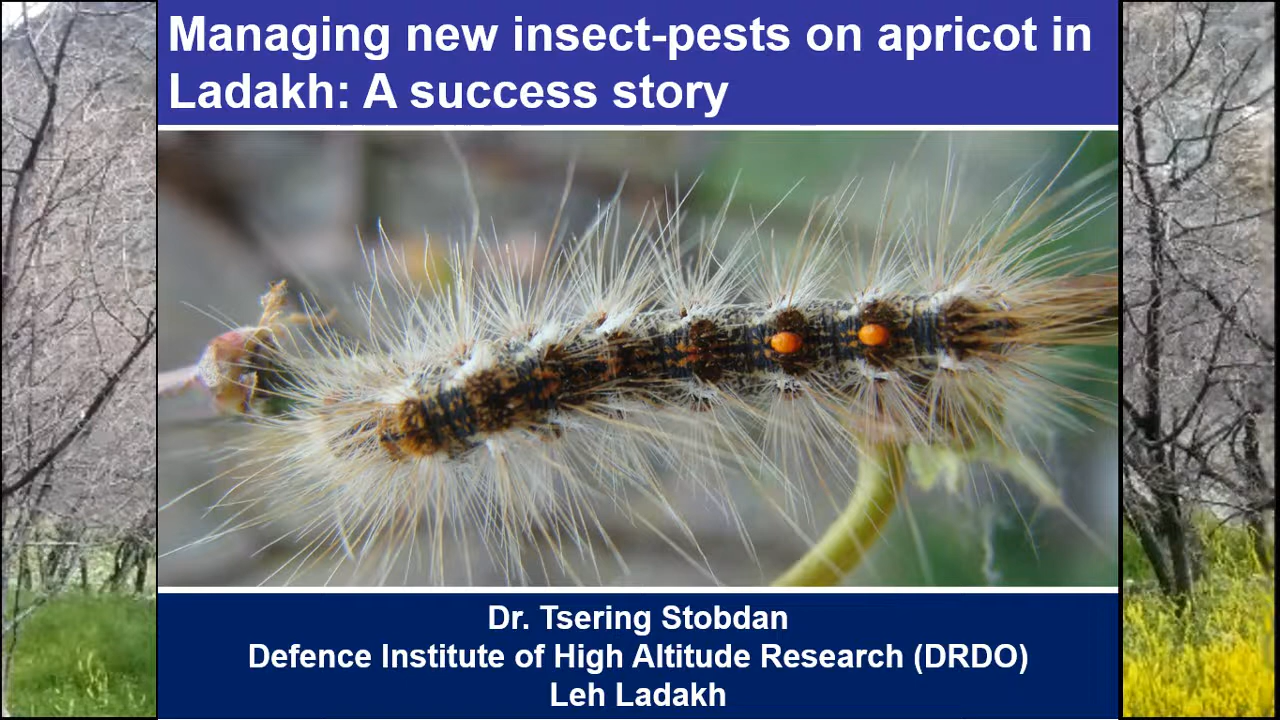 Managing new insect-pests on apricot in
Ladakh: A success story
Dr. Tsering Stobdan
Defence Institute of High Altitude Research (DRDO)
Leh Ladakh